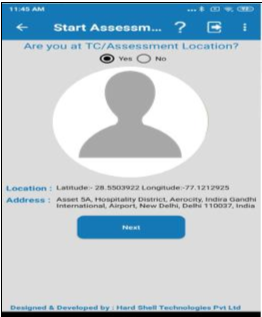 11:45 AM
Start Assessm... ?
Are you at TC/Assessment Location?
Yes No
Location : Latitude:- 28.5503922 Longitude:-77.1212925
Address : Asset 5A, Hospitality District, Aerocity, Indira Gandhi
International, Airport, New Delhi, Delhi 110037, India
Next
Designed & Developed by : Hard Shell Technologies Pvt Ltd